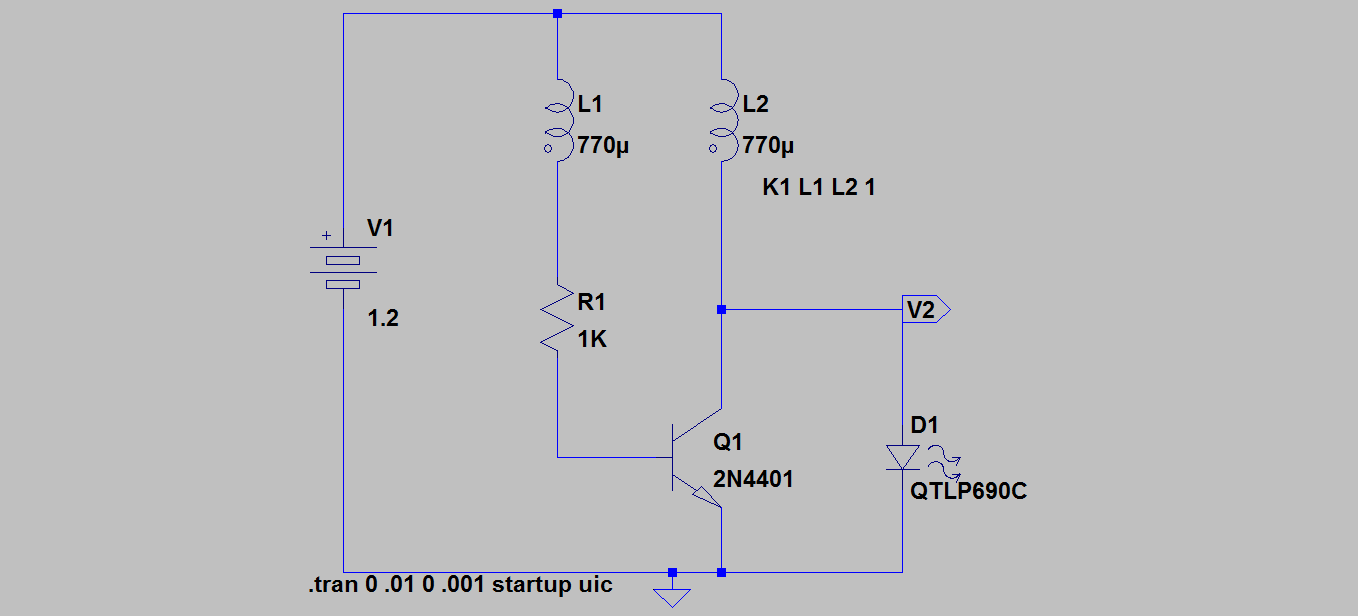 L1
770µ
L2
770µ
K1 L1 L2 1
V1
+
1.2
R1
1K
V2
Q1
2N4401
D1
QTLP690C
.tran 0 .01 0 .001 startup uic